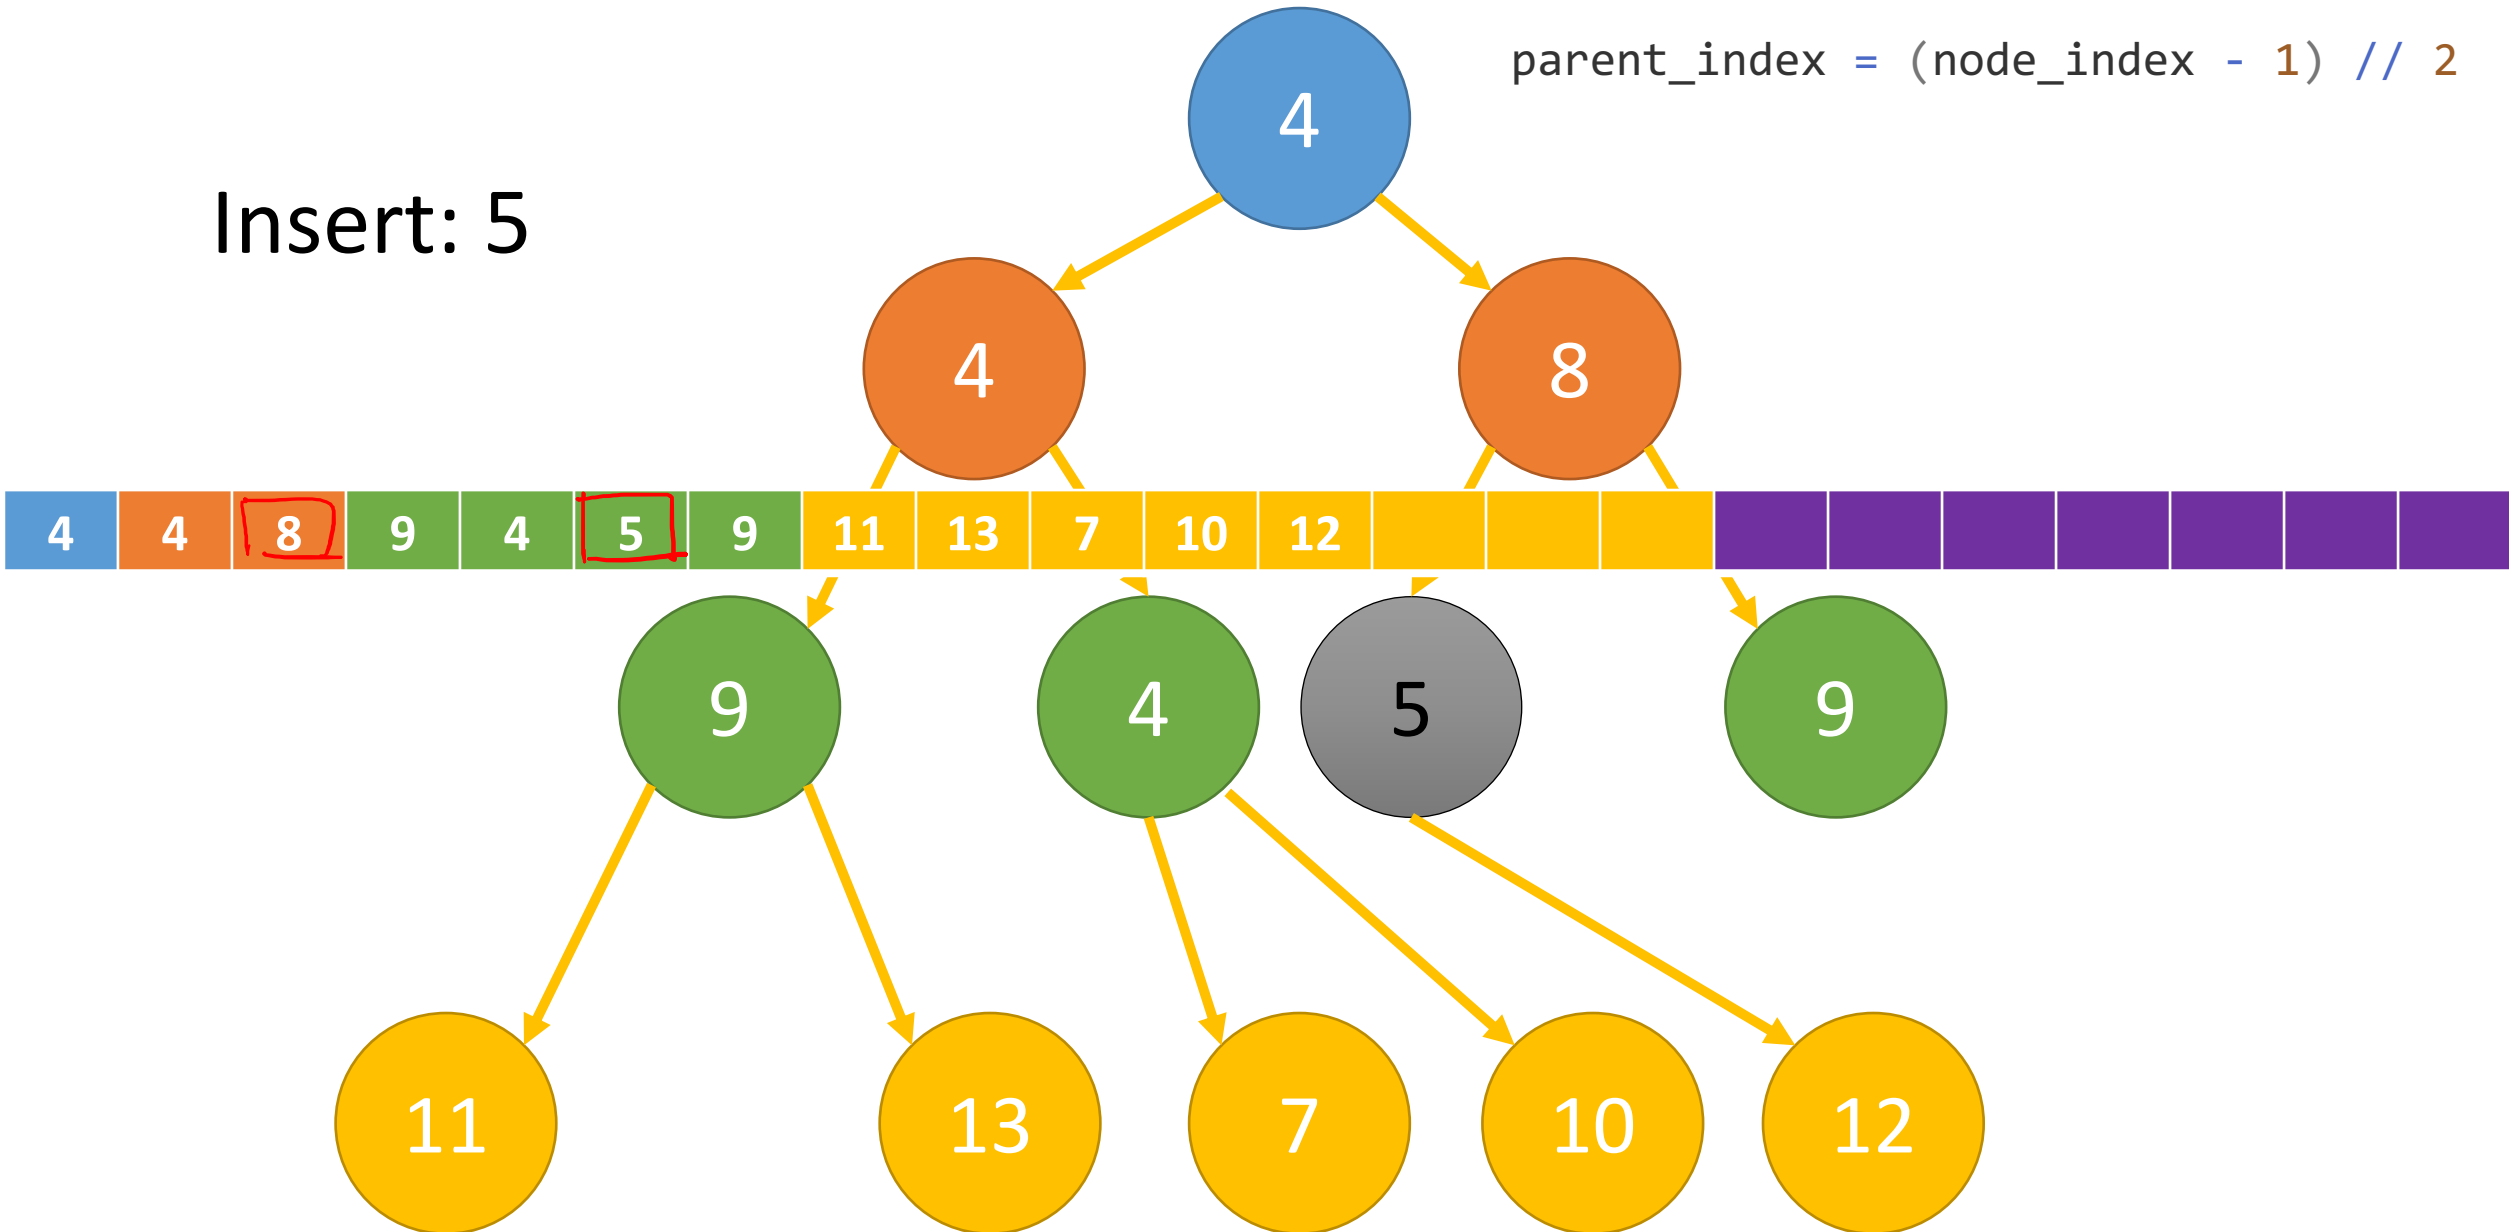 4
parent_index = (node_index - 1) // 2
Insert: 5
4 8
4 4 8 9 4 5 9 11 13 7 10 12
9 4 5 9
11 13 7 10 12